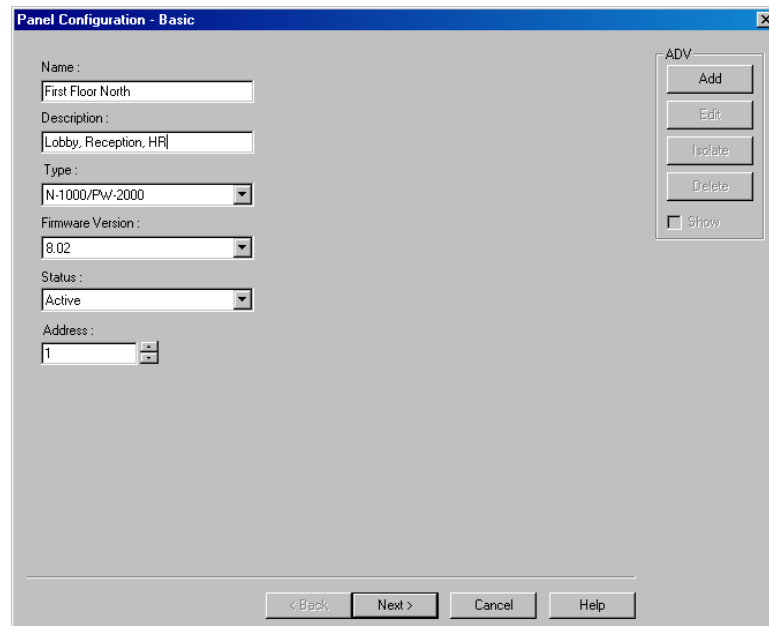 Panel Configuration - Basic
Name :
First Floor North
Description :
Lobby, Reception, HR
Type :
N-1000/PW-2000
Firmware Version :
8.02
Status :
Active
Address :
1
ADV
Add
Edit
Isolate
Delete
Show
< Back
Next >
Cancel
Help